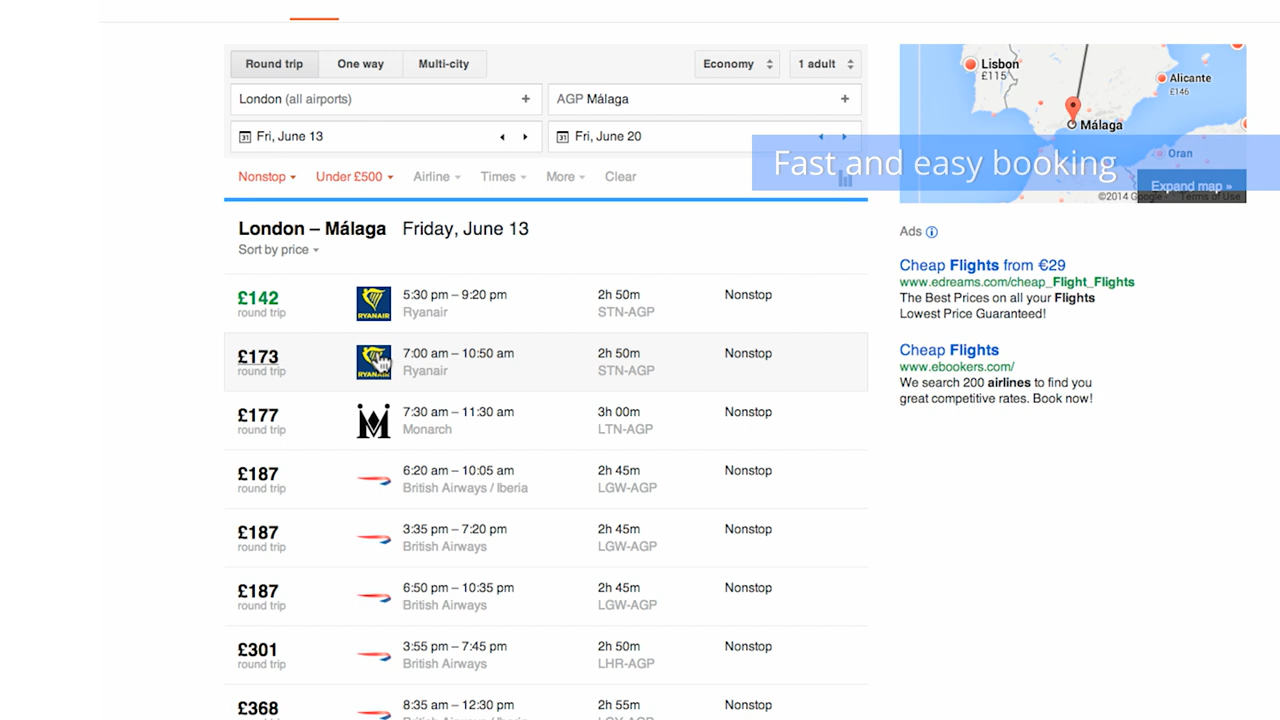 Round trip One way Multi-city Economy 1 adult
London (all airports) + AGP Málaga +
Fri, June 13 Fri, June 20
Nonstop Under £500 Airline Times More Clear
London – Málaga Friday, June 13
Sort by price
£142 RYANAIR 5:30 pm – 9:20 pm 2h 50m Nonstop
round trip Ryanair STN-AGP
£173 RYANAIR 7:00 am – 10:50 am 2h 50m Nonstop
round trip Ryanair STN-AGP
£177 7:30 am – 11:30 am 3h 00m Nonstop
round trip Monarch LTN-AGP
£187 6:20 am – 10:05 am 2h 45m Nonstop
round trip British Airways / Iberia LGW-AGP
£187 3:35 pm – 7:20 pm 2h 45m Nonstop
round trip British Airways LGW-AGP
£187 6:50 pm – 10:35 pm 2h 45m Nonstop
round trip British Airways LGW-AGP
£301 3:55 pm – 7:45 pm 2h 50m Nonstop
round trip British Airways LHR-AGP
£368 8:35 am – 12:30 pm 2h 55m Nonstop
Lisbon
£115
Alicante
£146
Málaga
Fast and easy booking
Oran
Expand map »
©2014 Google Terms of Use
Ads
Cheap Flights from €29
www.edreams.com/cheap_Flight_Flights
The Best Prices on all your Flights
Lowest Price Guaranteed!
Cheap Flights
www.ebookers.com/
We search 200 airlines to find you
great competitive rates. Book now!